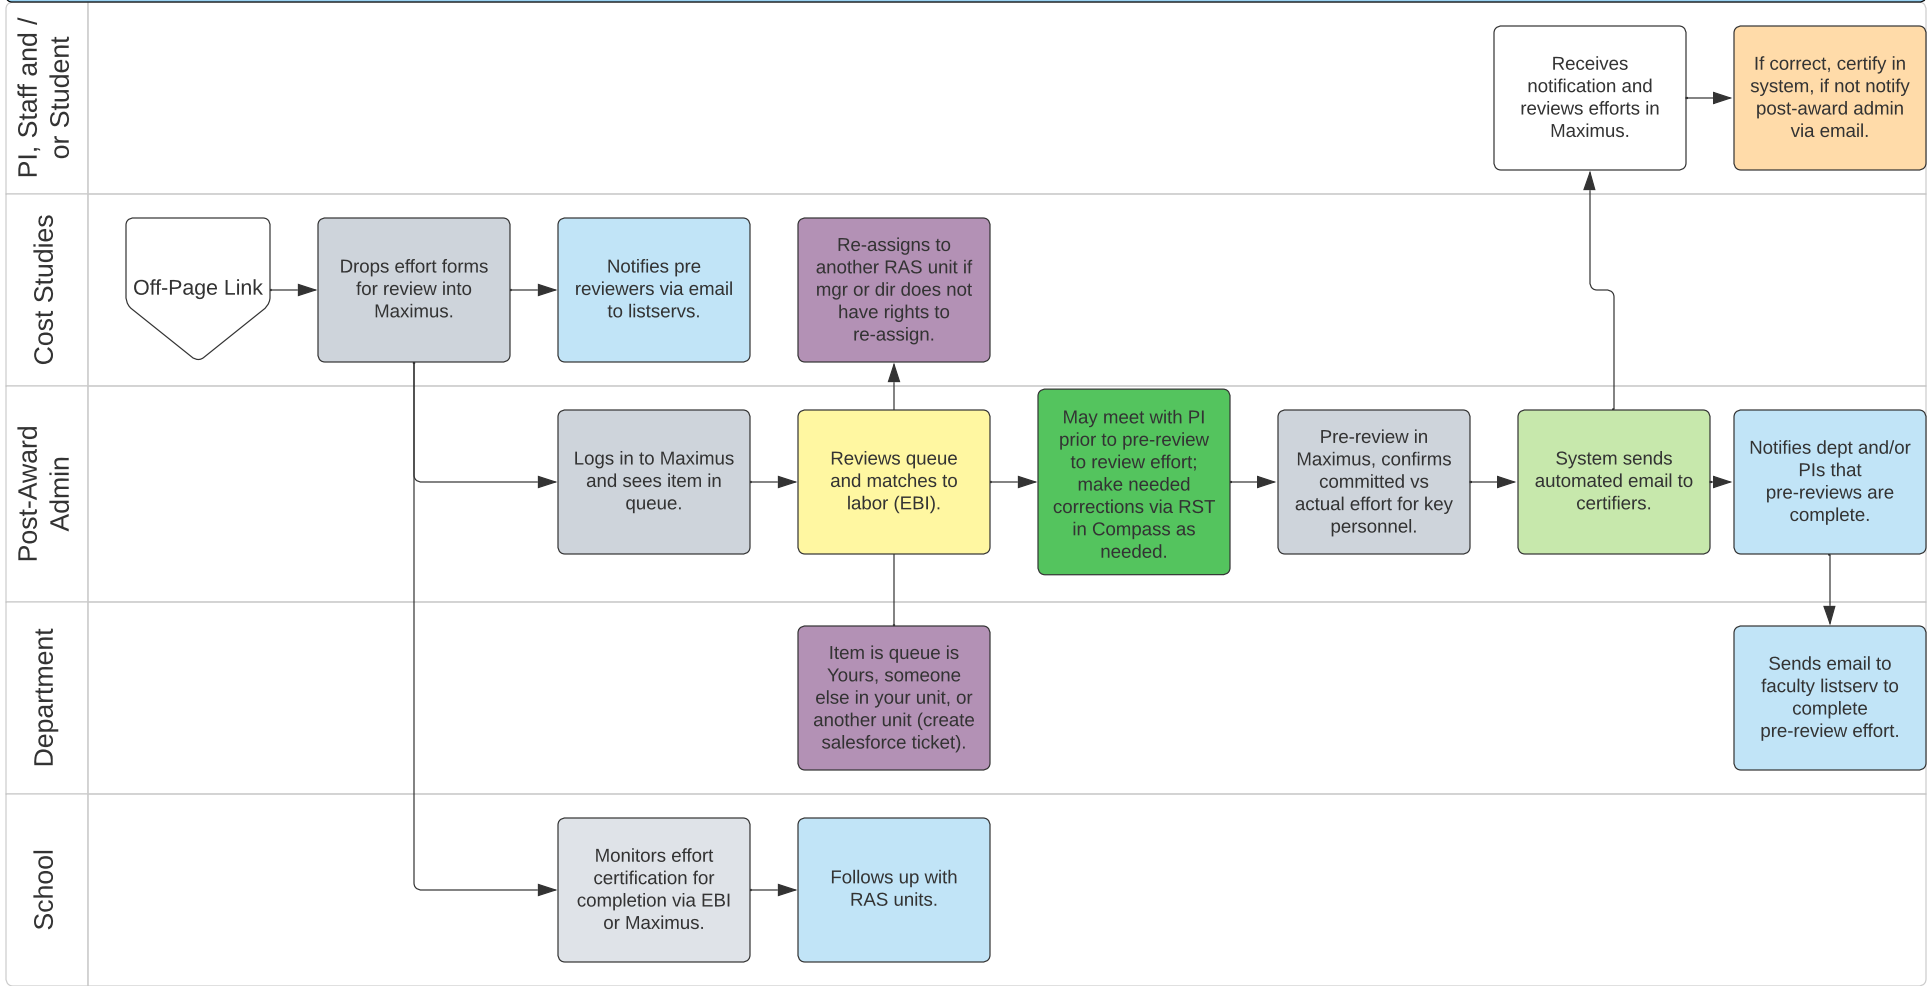 PI, Staff and /
or Student
Receives
notification and
reviews efforts in
Maximus.
If correct, certify in
system, if not notify
post-award admin
via email.
Cost Studies
Off-Page Link
Drops effort forms
for review into
Maximus.
Notifies pre
reviewers via email
to listservs.
Re-assigns to
another RAS unit if
mgr or dir does not
have rights to
re-assign.
Post-Award
Admin
Logs in to Maximus
and sees item in
queue.
Reviews queue
and matches to
labor (EBI).
May meet with PI
prior to pre-review
to review effort;
make needed
corrections via RST
in Compass as
needed.
Pre-review in
Maximus, confirms
committed vs
actual effort for key
personnel.
System sends
automated email to
certifiers.
Notifies dept and/or
PIs that
pre-reviews are
complete.
Department
Item is queue is
Yours, someone
else in your unit, or
another unit (create
salesforce ticket).
Sends email to
faculty listserv to
complete
pre-review effort.
School
Monitors effort
certification for
completion via EBI
or Maximus.
Follows up with
RAS units.